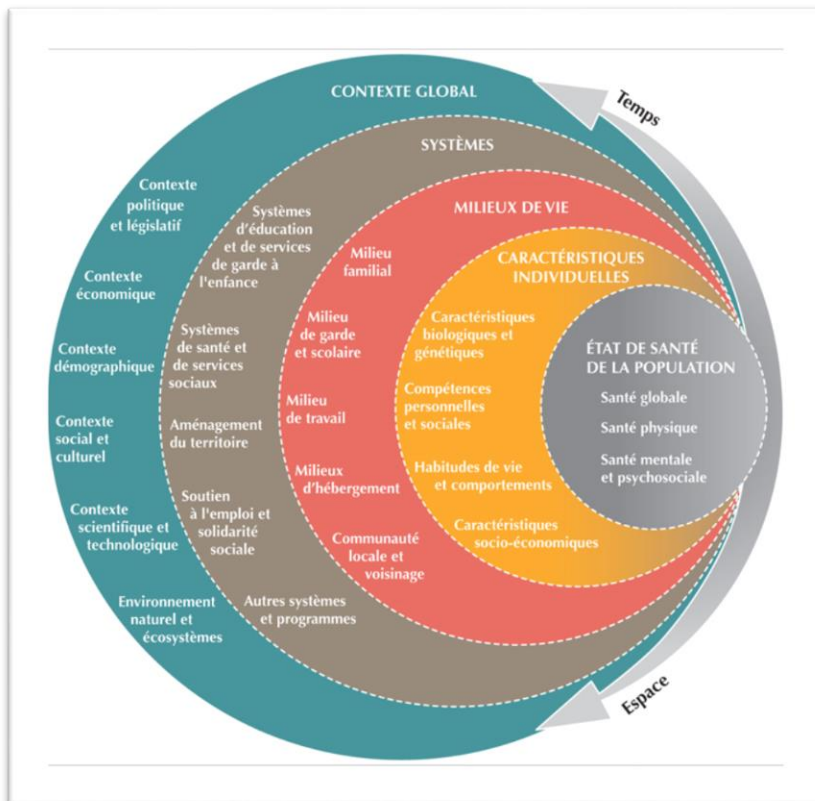 CONTEXTE GLOBAL
Temps
SYSTÈMES
MILIEUX DE VIE
CARACTÉRISTIQUES
INDIVIDUELLES
ÉTAT DE SANTÉ
DE LA POPULATION
Santé globale
Santé physique
Santé mentale
et psychosociale
Contexte
politique
et législatif
Contexte
économique
Contexte
démographique
Contexte
social et
culturel
Contexte
scientifique et
technologique
Environnement
naturel et
écosystèmes
Systèmes
d'éducation
et de services
de garde à
l'enfance
Systèmes
de santé et
de services
sociaux
Aménagement
du territoire
Soutien
à l'emploi et
solidarité
sociale
Autres systèmes
et programmes
Milieu
familial
Milieu
de garde
et scolaire
Milieu
de travail
Milieux
d'hébergement
Communauté
locale et
voisinage
Caractéristiques
biologiques et
génétiques
Compétences
personnelles
et sociales
Habitudes de vie
et comportements
Caractéristiques
socio-économiques
Espace